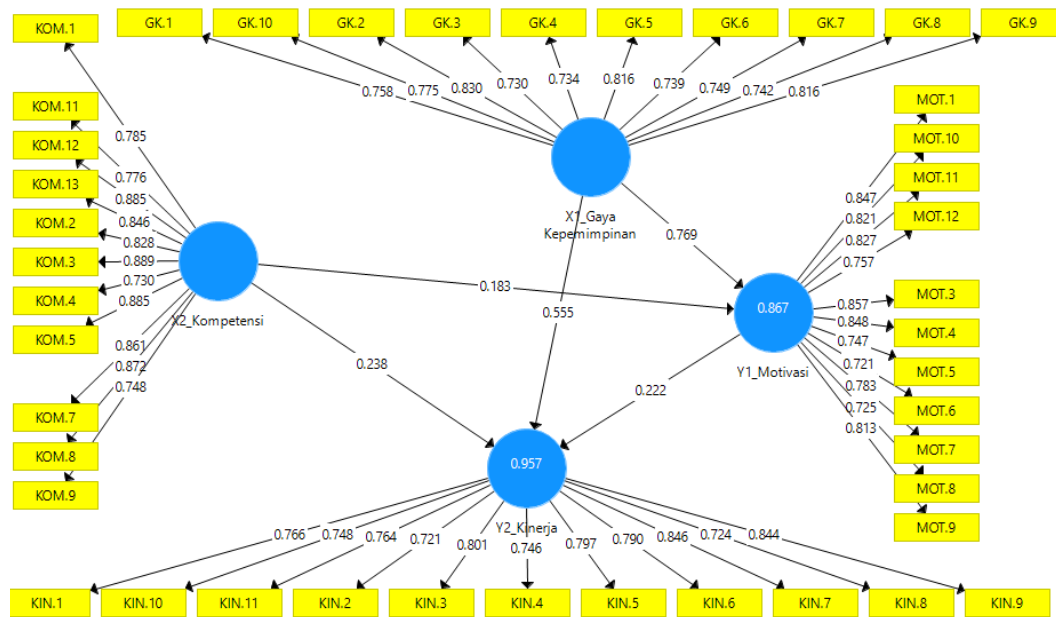 KOM.1
GK.1
GK.10
GK.2
GK.3
GK.4
GK.5
GK.6
GK.7
GK.8
GK.9
0.758
0.775
0.830
0.730
0.734
0.816
0.739
0.749
0.742
0.816
KOM.11
KOM.12
KOM.13
KOM.2
KOM.3
KOM.4
KOM.5
KOM.7
KOM.8
KOM.9
0.785
0.776
0.885
0.846
0.828
0.889
0.730
0.885
0.861
0.872
0.748
X2_Kompetensi
X1_Gaya
Kepemimpinan
0.769
0.183
0.555
0.238
0.222
0.867
Y1_Motivasi
0.847
0.821
0.827
0.757
0.857
0.848
0.747
0.721
0.783
0.725
0.813
MOT.1
MOT.10
MOT.11
MOT.12
MOT.3
MOT.4
MOT.5
MOT.6
MOT.7
MOT.8
MOT.9
0.957
Y2_Kinerja
0.766
0.748
0.764
0.721
0.801
0.746
0.797
0.790
0.846
0.724
0.844
KIN.1
KIN.10
KIN.11
KIN.2
KIN.3
KIN.4
KIN.5
KIN.6
KIN.7
KIN.8
KIN.9